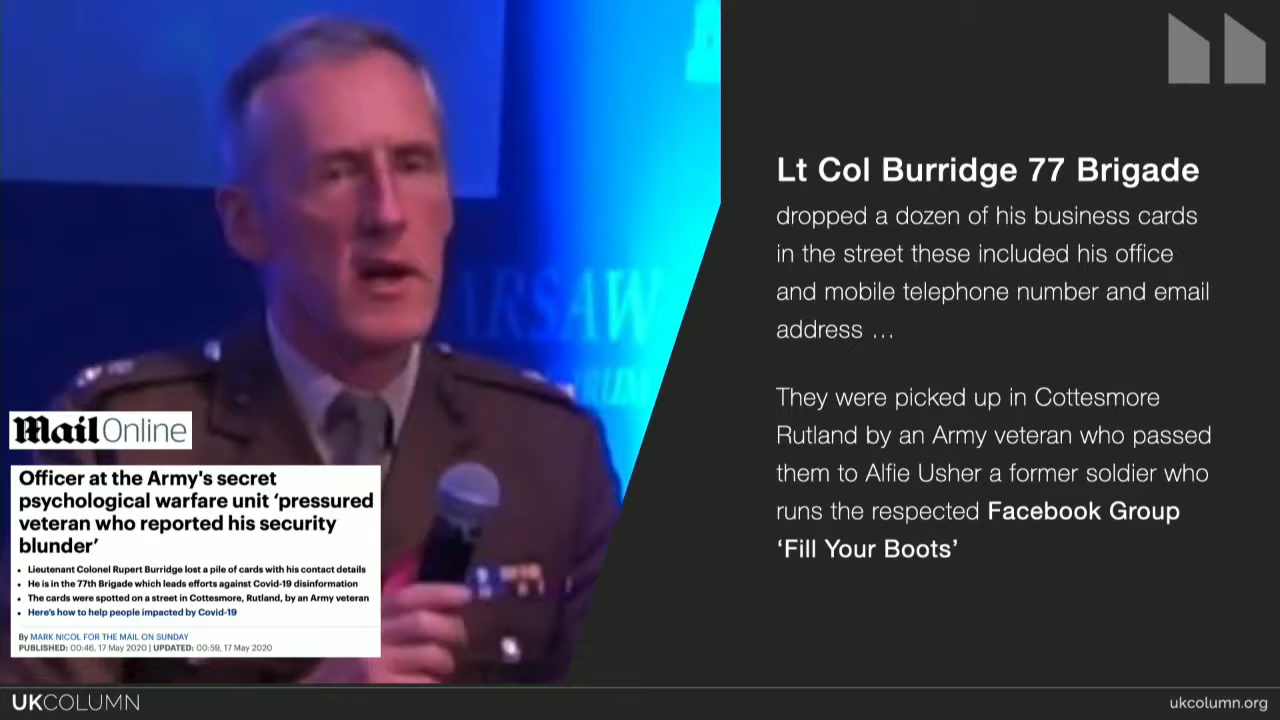 Lt Col Burridge 77 Brigade
dropped a dozen of his business cards
in the street these included his office
and mobile telephone number and email
address …
They were picked up in Cottesmore
Rutland by an Army veteran who passed
them to Alfie Usher a former soldier who
runs the respected Facebook Group
‘Fill Your Boots’
ARSAW
RUM
Mail Online
Officer at the Army's secret
psychological warfare unit ‘pressured
veteran who reported his security
blunder’
• Lieutenant Colonel Rupert Burridge lost a pile of cards with his contact details
• He is in the 77th Brigade which leads efforts against Covid-19 disinformation
• The cards were spotted on a street in Cottesmore, Rutland, by an Army veteran
• Here's how to help people impacted by Covid-19
By MARK NICOL FOR THE MAIL ON SUNDAY
PUBLISHED: 00:46, 17 May 2020 | UPDATED: 00:59, 17 May 2020
UKCOLUMN
ukcolumn.org